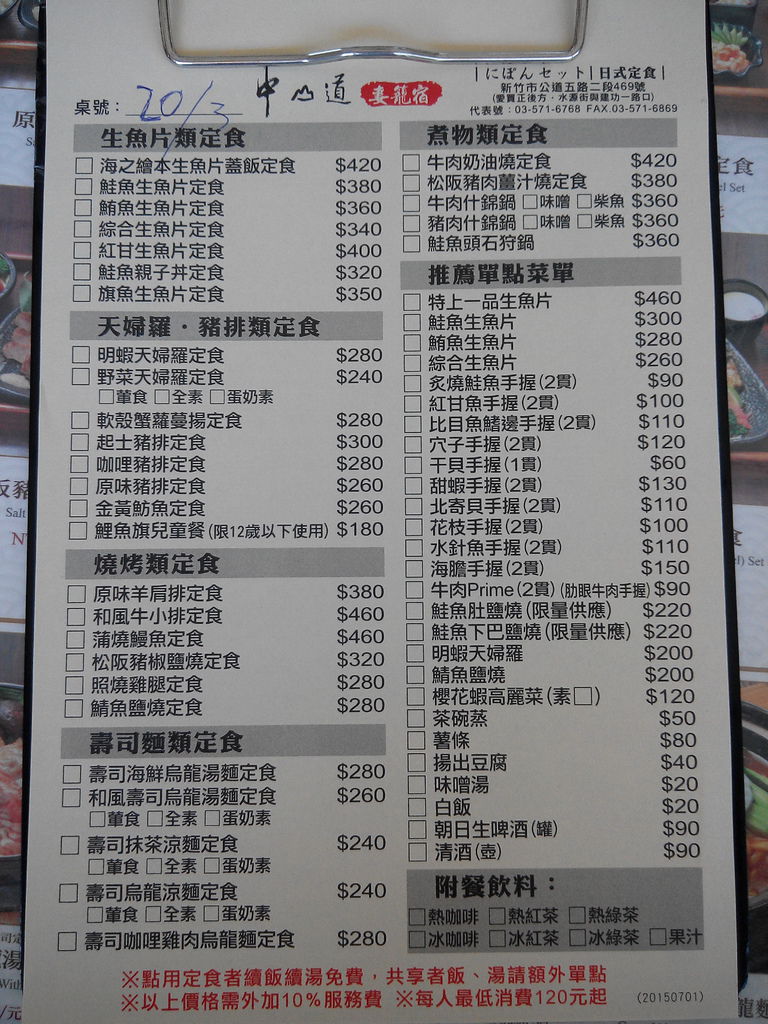 桌號：20/3
中山道 妻籠宿
|にぽんセット|日式定食|
新竹市公道五路二段469號
(愛買正後方·水源街與建功一路口)
代表號：03-571-6768 FAX.03-571-6869
生魚片類定食
□ 海之繪本生魚片蓋飯定食 $420
□ 鮭魚生魚片定食 $380
□ 鮪魚生魚片定食 $360
□ 綜合生魚片定食 $340
□ 紅甘生魚片定食 $400
□ 鮭魚親子丼定食 $320
□ 旗魚生魚片定食 $350
天婦羅·豬排類定食
□ 明蝦天婦羅定食 $280
□ 野菜天婦羅定食 $240
□葷食 □全素 □蛋奶素
□ 軟殼蟹蘿蔓揚定食 $280
□ 起士豬排定食 $300
□ 咖哩豬排定食 $280
□ 原味豬排定食 $260
□ 金黃魴魚定食 $260
□ 鯉魚旗兒童餐(限12歲以下使用) $180
燒烤類定食
□ 原味羊肩排定食 $380
□ 和風牛小排定食 $460
□ 蒲燒鰻魚定食 $460
□ 松阪豬椒鹽燒定食 $320
□ 照燒雞腿定食 $280
□ 鯖魚鹽燒定食 $280
壽司麵類定食
□ 壽司海鮮烏龍湯麵定食 $280
□ 和風壽司烏龍湯麵定食 $260
□葷食 □全素 □蛋奶素
□ 壽司抹茶涼麵定食 $240
□葷食 □全素 □蛋奶素
□ 壽司烏龍涼麵定食 $240
□葷食 □全素 □蛋奶素
□ 壽司咖哩雞肉烏龍麵定食 $280
煮物類定食
□ 牛肉奶油燒定食 $420
□ 松阪豬肉薑汁燒定食 $380
□ 牛肉什錦鍋 □味噌 □柴魚 $360
□ 豬肉什錦鍋 □味噌 □柴魚 $360
□ 鮭魚頭石狩鍋 $360
推薦單點菜單
□ 特上一品生魚片 $460
□ 鮭魚生魚片 $300
□ 鮪魚生魚片 $280
□ 綜合生魚片 $260
□ 炙燒鮭魚手握(2貫) $90
□ 紅甘魚手握(2貫) $100
□ 比目魚鰭邊手握(2貫) $110
□ 穴子手握(2貫) $120
□ 干貝手握(1貫) $60
□ 甜蝦手握(2貫) $130
□ 北寄貝手握(2貫) $110
□ 花枝手握(2貫) $100
□ 水針魚手握(2貫) $110
□ 海膽手握(2貫) $150
□ 牛肉Prime(2貫)(肋眼牛肉手握) $90
□ 鮭魚肚鹽燒(限量供應) $220
□ 鮭魚下巴鹽燒(限量供應) $220
□ 明蝦天婦羅 $200
□ 鯖魚鹽燒 $200
□ 櫻花蝦高麗菜(素□) $120
□ 茶碗蒸 $50
□ 薯條 $80
□ 揚出豆腐 $40
□ 味噌湯 $20
□ 白飯 $20
□ 朝日生啤酒(罐) $90
□ 清酒(壺) $90
附餐飲料：
□熱咖啡 □熱紅茶 □熱綠茶
□冰咖啡 □冰紅茶 □冰綠茶 □果汁
※點用定食者續飯續湯免費，共享者飯、湯請額外單點
※以上價格需外加10%服務費 ※每人最低消費120元起 (20150701)